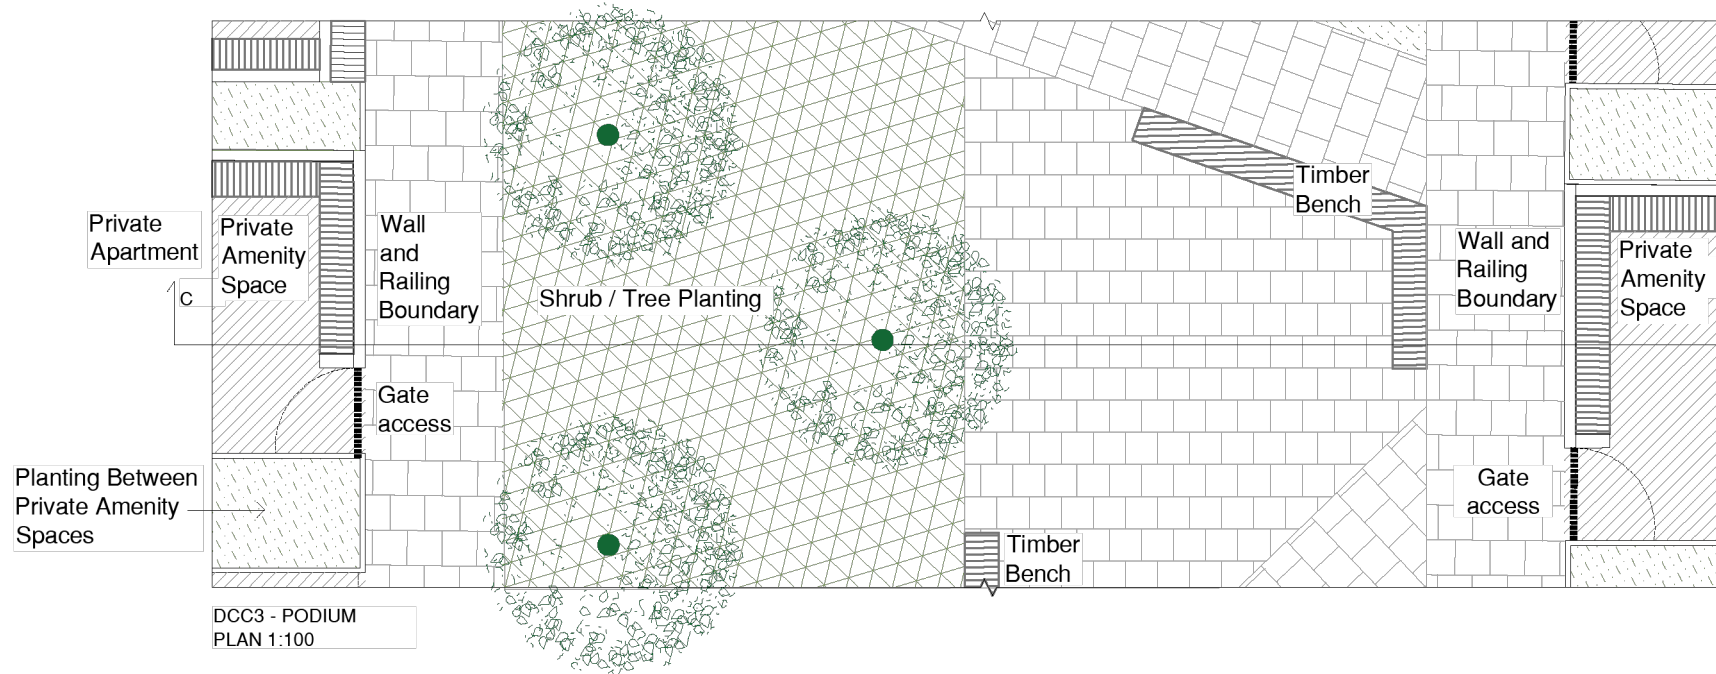 Timber
Bench
Private
Apartment
Private
Amenity
Space
Wall
and
Railing
Boundary
Wall and
Railing
Boundary
Private
Amenity
Space
C
Shrub / Tree Planting
Gate
access
Planting Between
Private Amenity
Spaces
Gate
access
Timber
Bench
DCC3 - PODIUM
PLAN 1:100